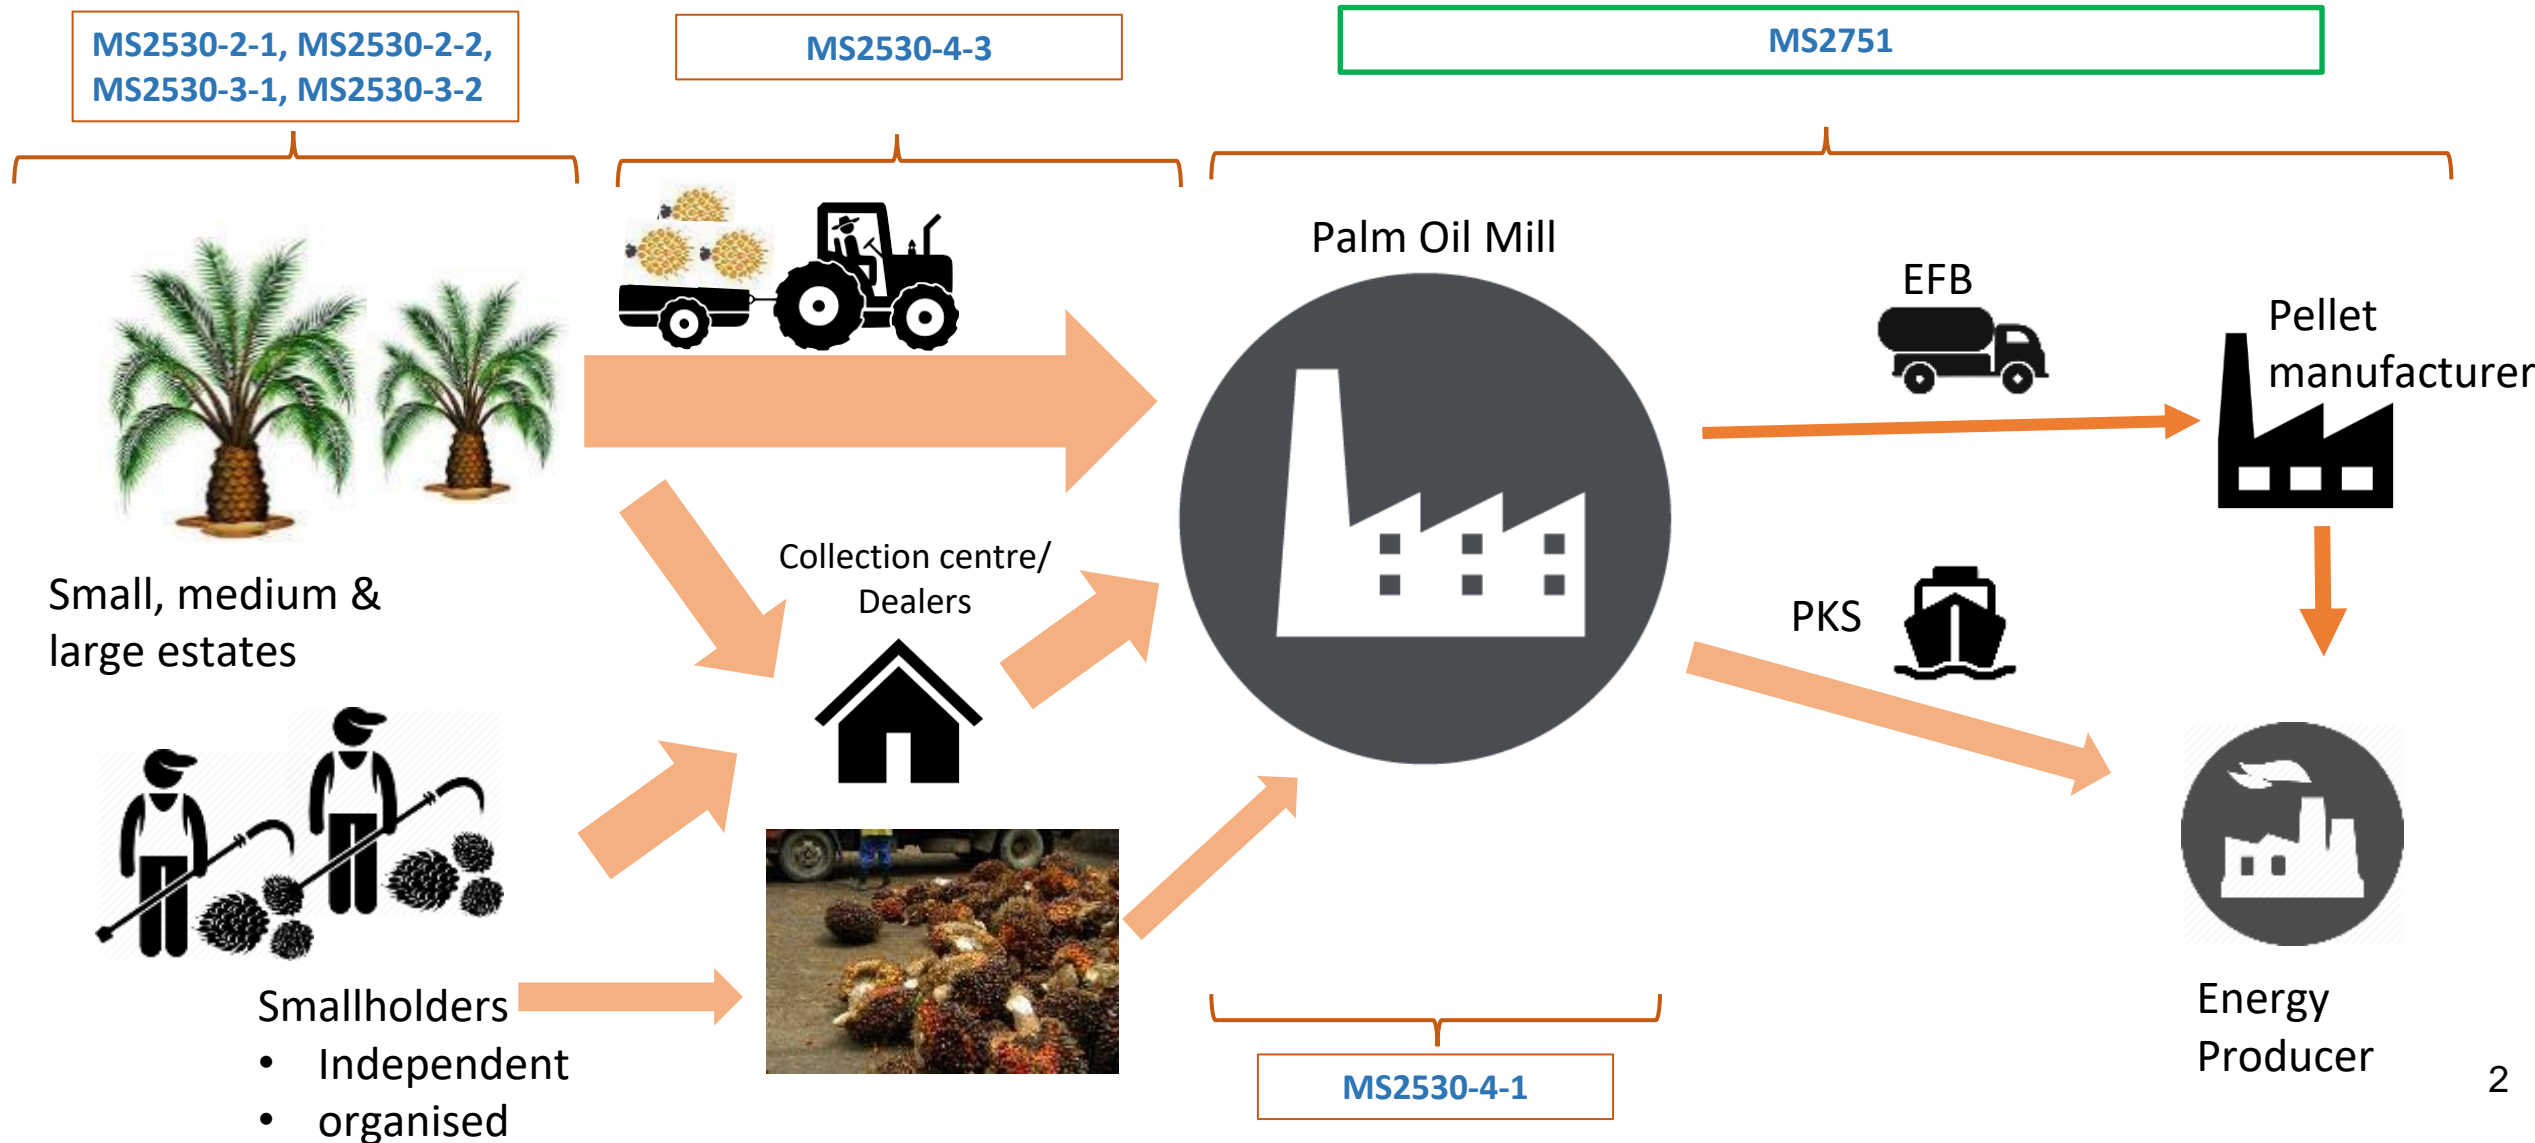 MS2530-2-1, MS2530-2-2,
MS2530-3-1, MS2530-3-2
MS2530-4-3
MS2751
Palm Oil Mill
EFB
Pellet
manufacturer
Collection centre/
Dealers
Small, medium &
large estates
PKS
Smallholders
• Independent
• organised
Energy
Producer
MS2530-4-1
2